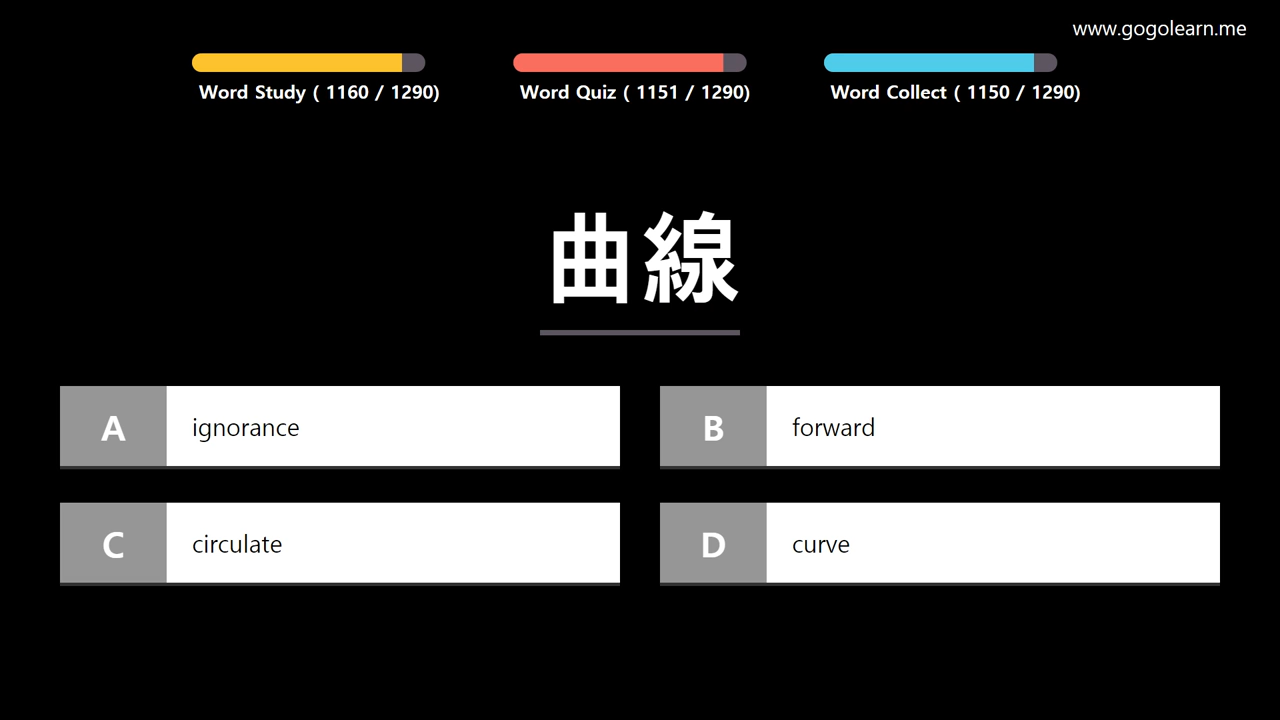 www.gogolearn.me
Word Study ( 1160 / 1290)
Word Quiz ( 1151 / 1290)
Word Collect ( 1150 / 1290)
曲線
A ignorance
B forward
C circulate
D curve